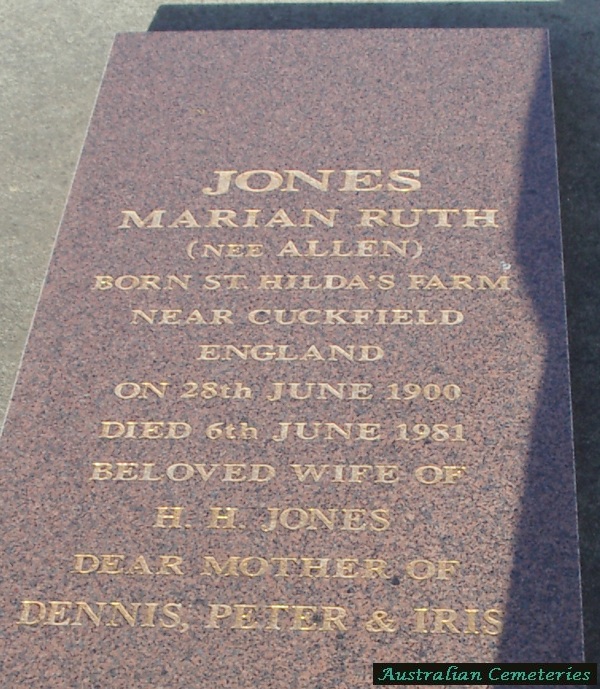 JONES
MARIAN RUTH
(NEE ALLEN)
BORN ST. HILDA'S FARM
NEAR CUCKFIELD
ENGLAND
ON 28th JUNE 1900
DIED 6th JUNE 1981
BELOVED WIFE OF
H. H. JONES
DEAR MOTHER OF
DENNIS, PETER & IRIS
Australian Cemeteries